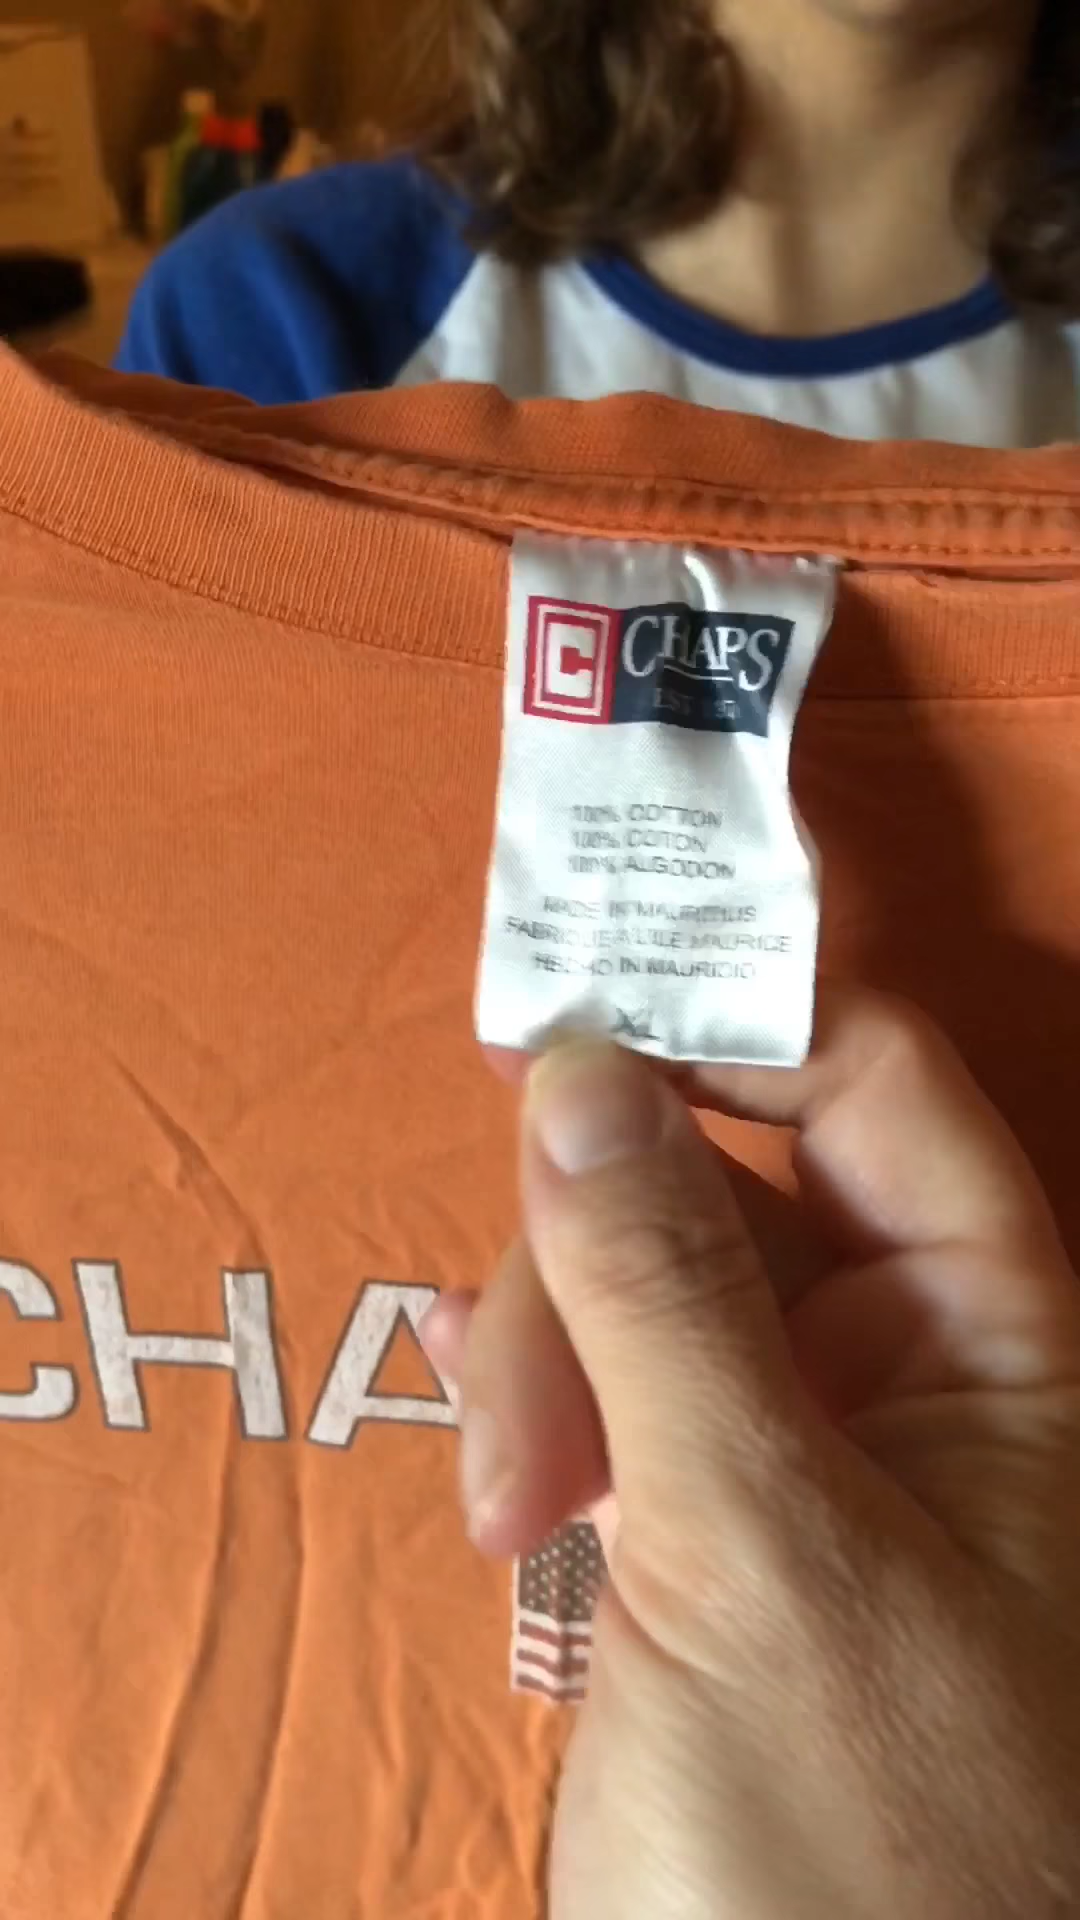 C CHAPS
EST
100% COTTON
100% COTON
100% ALGODON
MADE IN MAURITIUS
FABRIQUE A L'ILE MAURICE
HECHO IN MAURICIO
XL
CHA